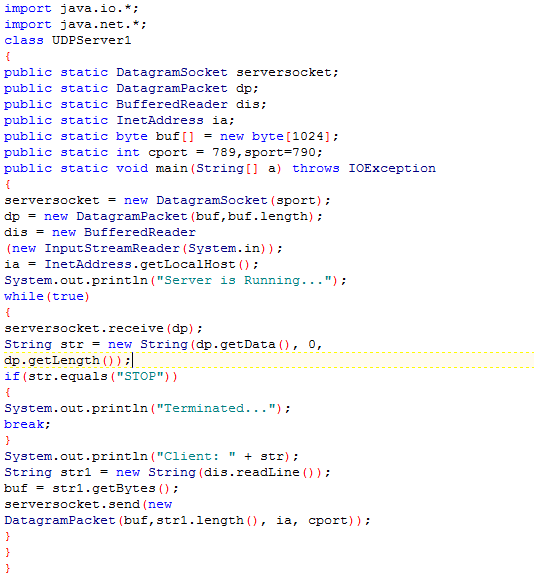 import java.io.*;
import java.net.*;
class UDPServer1
{
public static DatagramSocket serversocket;
public static DatagramPacket dp;
public static BufferedReader dis;
public static InetAddress ia;
public static byte buf[] = new byte[1024];
public static int cport = 789,sport=790;
public static void main(String[] a) throws IOException
{
serversocket = new DatagramSocket(sport);
dp = new DatagramPacket(buf,buf.length);
dis = new BufferedReader
(new InputStreamReader(System.in));
ia = InetAddress.getLocalHost();
System.out.println("Server is Running...");
while(true)
{
serversocket.receive(dp);
String str = new String(dp.getData(), 0,
dp.getLength());
if(str.equals("STOP"))
{
System.out.println("Terminated...");
break;
}
System.out.println("Client: " + str);
String str1 = new String(dis.readLine());
buf = str1.getBytes();
serversocket.send(new
DatagramPacket(buf,str1.length(), ia, cport));
}
}
}